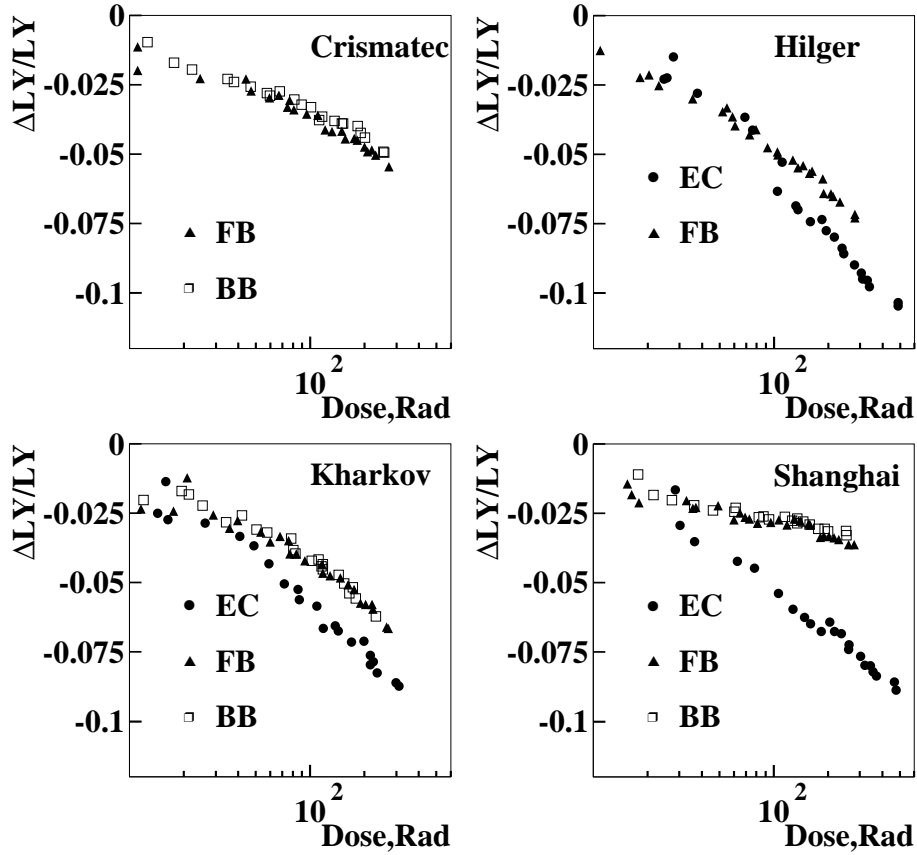 ΔLY/LY
0
-0.025
-0.05
-0.075
-0.1
Crismatec
FB
BB
10 2
Dose,Rad
ΔLY/LY
0
-0.025
-0.05
-0.075
-0.1
Hilger
EC
FB
10 2
Dose,Rad
ΔLY/LY
0
-0.025
-0.05
-0.075
-0.1
Kharkov
EC
FB
BB
10 2
Dose,Rad
ΔLY/LY
0
-0.025
-0.05
-0.075
-0.1
Shanghai
EC
FB
BB
10 2
Dose,Rad